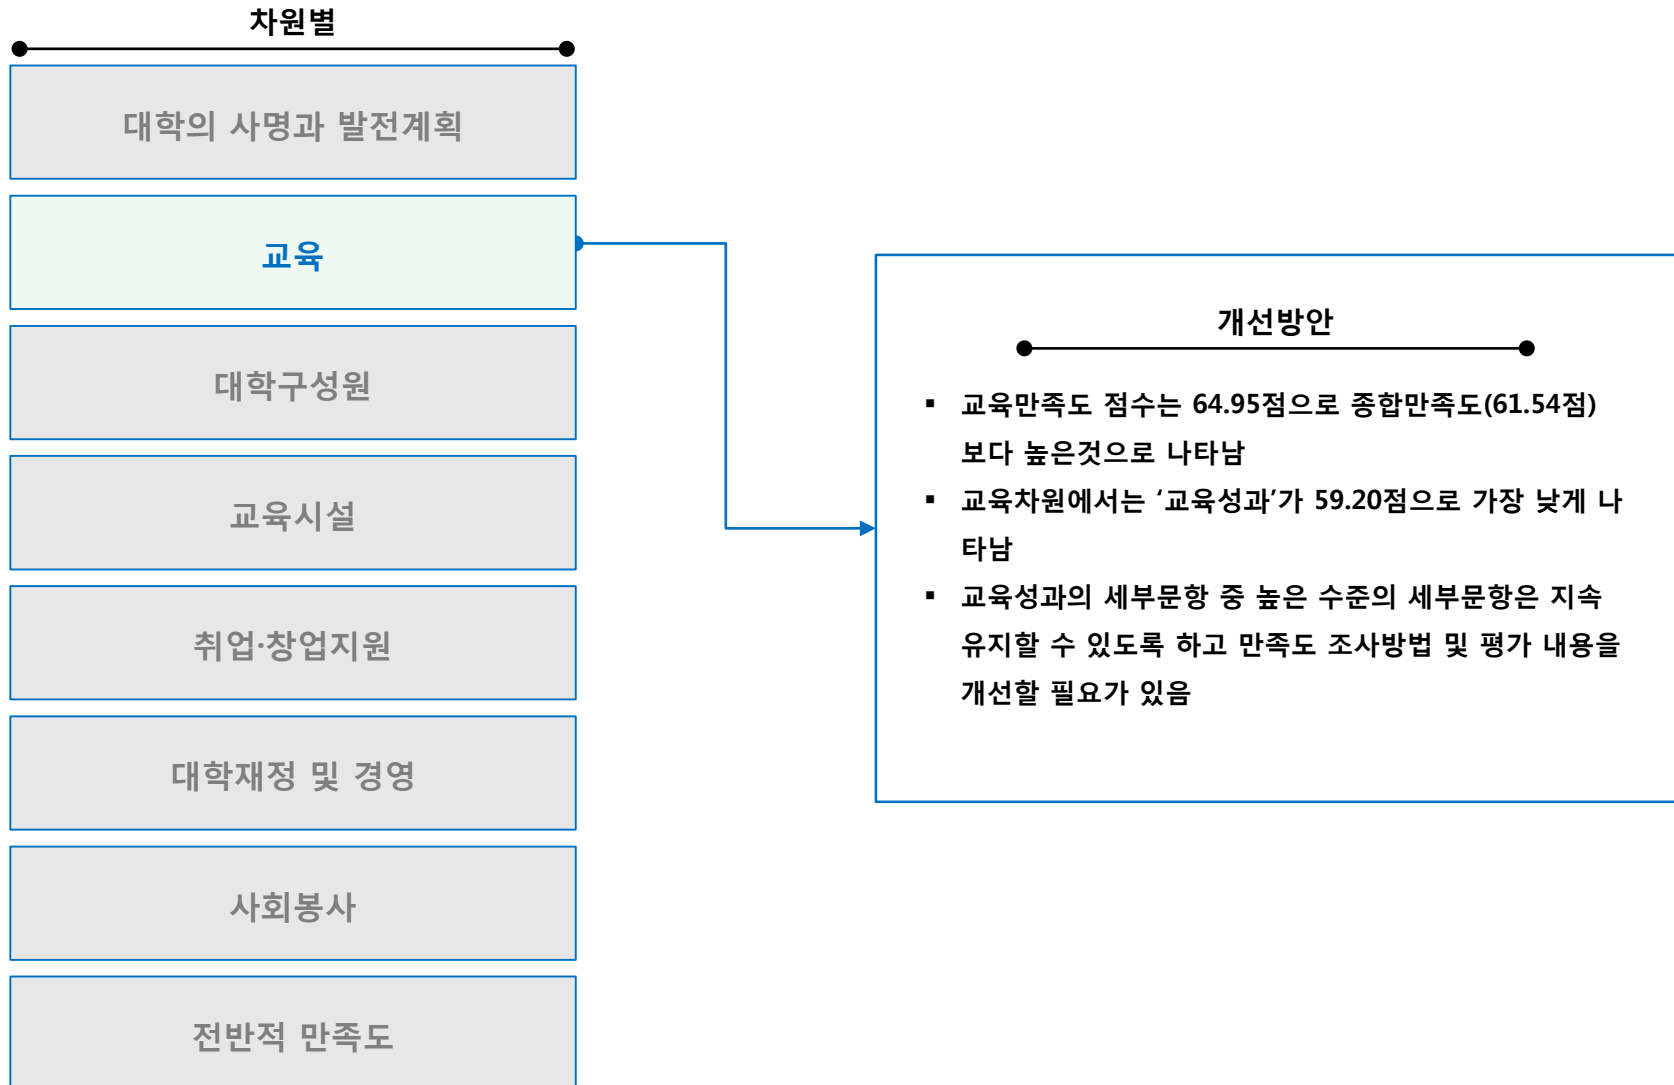 차원별
대학의 사명과 발전계획
교육
대학구성원
교육시설
취업·창업지원
대학재정 및 경영
사회봉사
전반적 만족도
개선방안
▪ 교육만족도 점수는 64.95점으로 종합만족도(61.54점)
보다 높은것으로 나타남
▪ 교육차원에서는 ‘교육성과’가 59.20점으로 가장 낮게 나
타남
▪ 교육성과의 세부문항 중 높은 수준의 세부문항은 지속
유지할 수 있도록 하고 만족도 조사방법 및 평가 내용을
개선할 필요가 있음